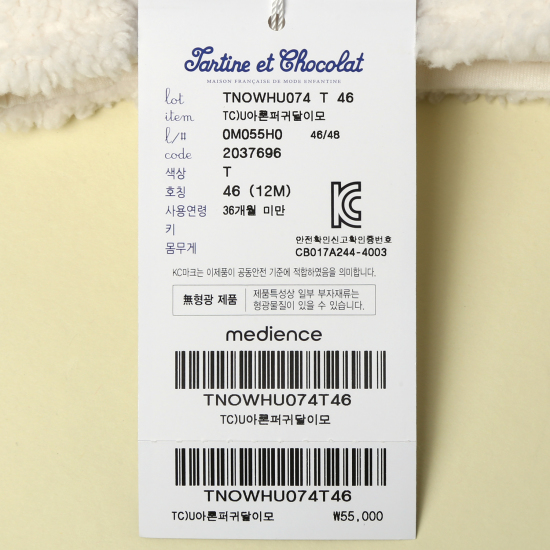 Tartine et Chocolat
MAISON FRANÇAISE DE MODE ENFANTINE
lot TNOWHU074 T 46
item TC)U아론퍼귀달이모
l/# 0M055H0 46/48
code 2037696
색상 T
호칭 46 (12M)
사용연령 36개월 미만
키
몸무게
안전확인신고확인증번호
CB017A244-4003
KC마크는 이제품이 공동안전 기준에 적합하였음을 의미합니다.
無형광 제품
제품특성상 일부 부자재류는
형광물질이 있을 수 있습니다.
medience
TNOWHU074T46
TC)U아론퍼귀달이모
TNOWHU074T46
TC)U아론퍼귀달이모 ₩55,000